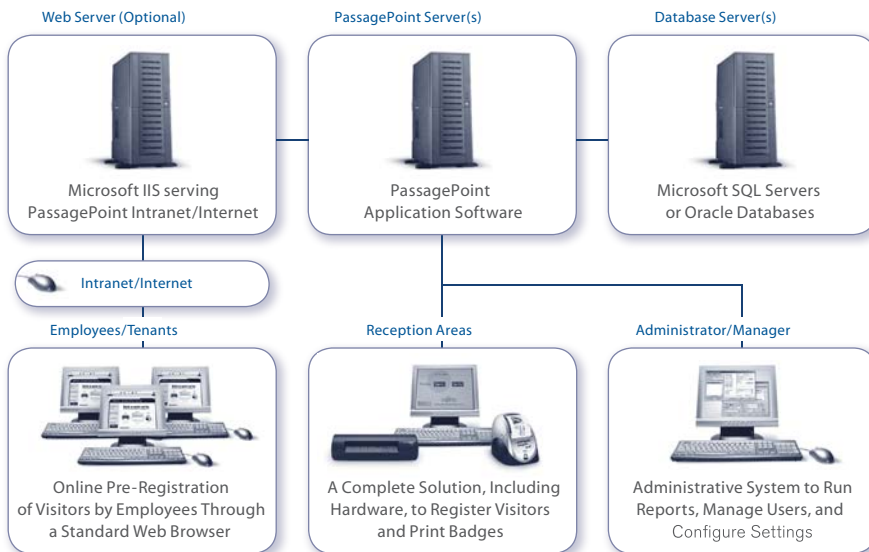 Web Server (Optional)
PassagePoint Server(s)
Database Server(s)
Microsoft IIS serving
PassagePoint Intranet/Internet
PassagePoint
Application Software
Microsoft SQL Servers
or Oracle Databases
Intranet/Internet
Employees/Tenants
Reception Areas
Administrator/Manager
Online Pre-Registration
of Visitors by Employees Through
a Standard Web Browser
A Complete Solution, Including
Hardware, to Register Visitors
and Print Badges
Administrative System to Run
Reports, Manage Users, and
Configure Settings